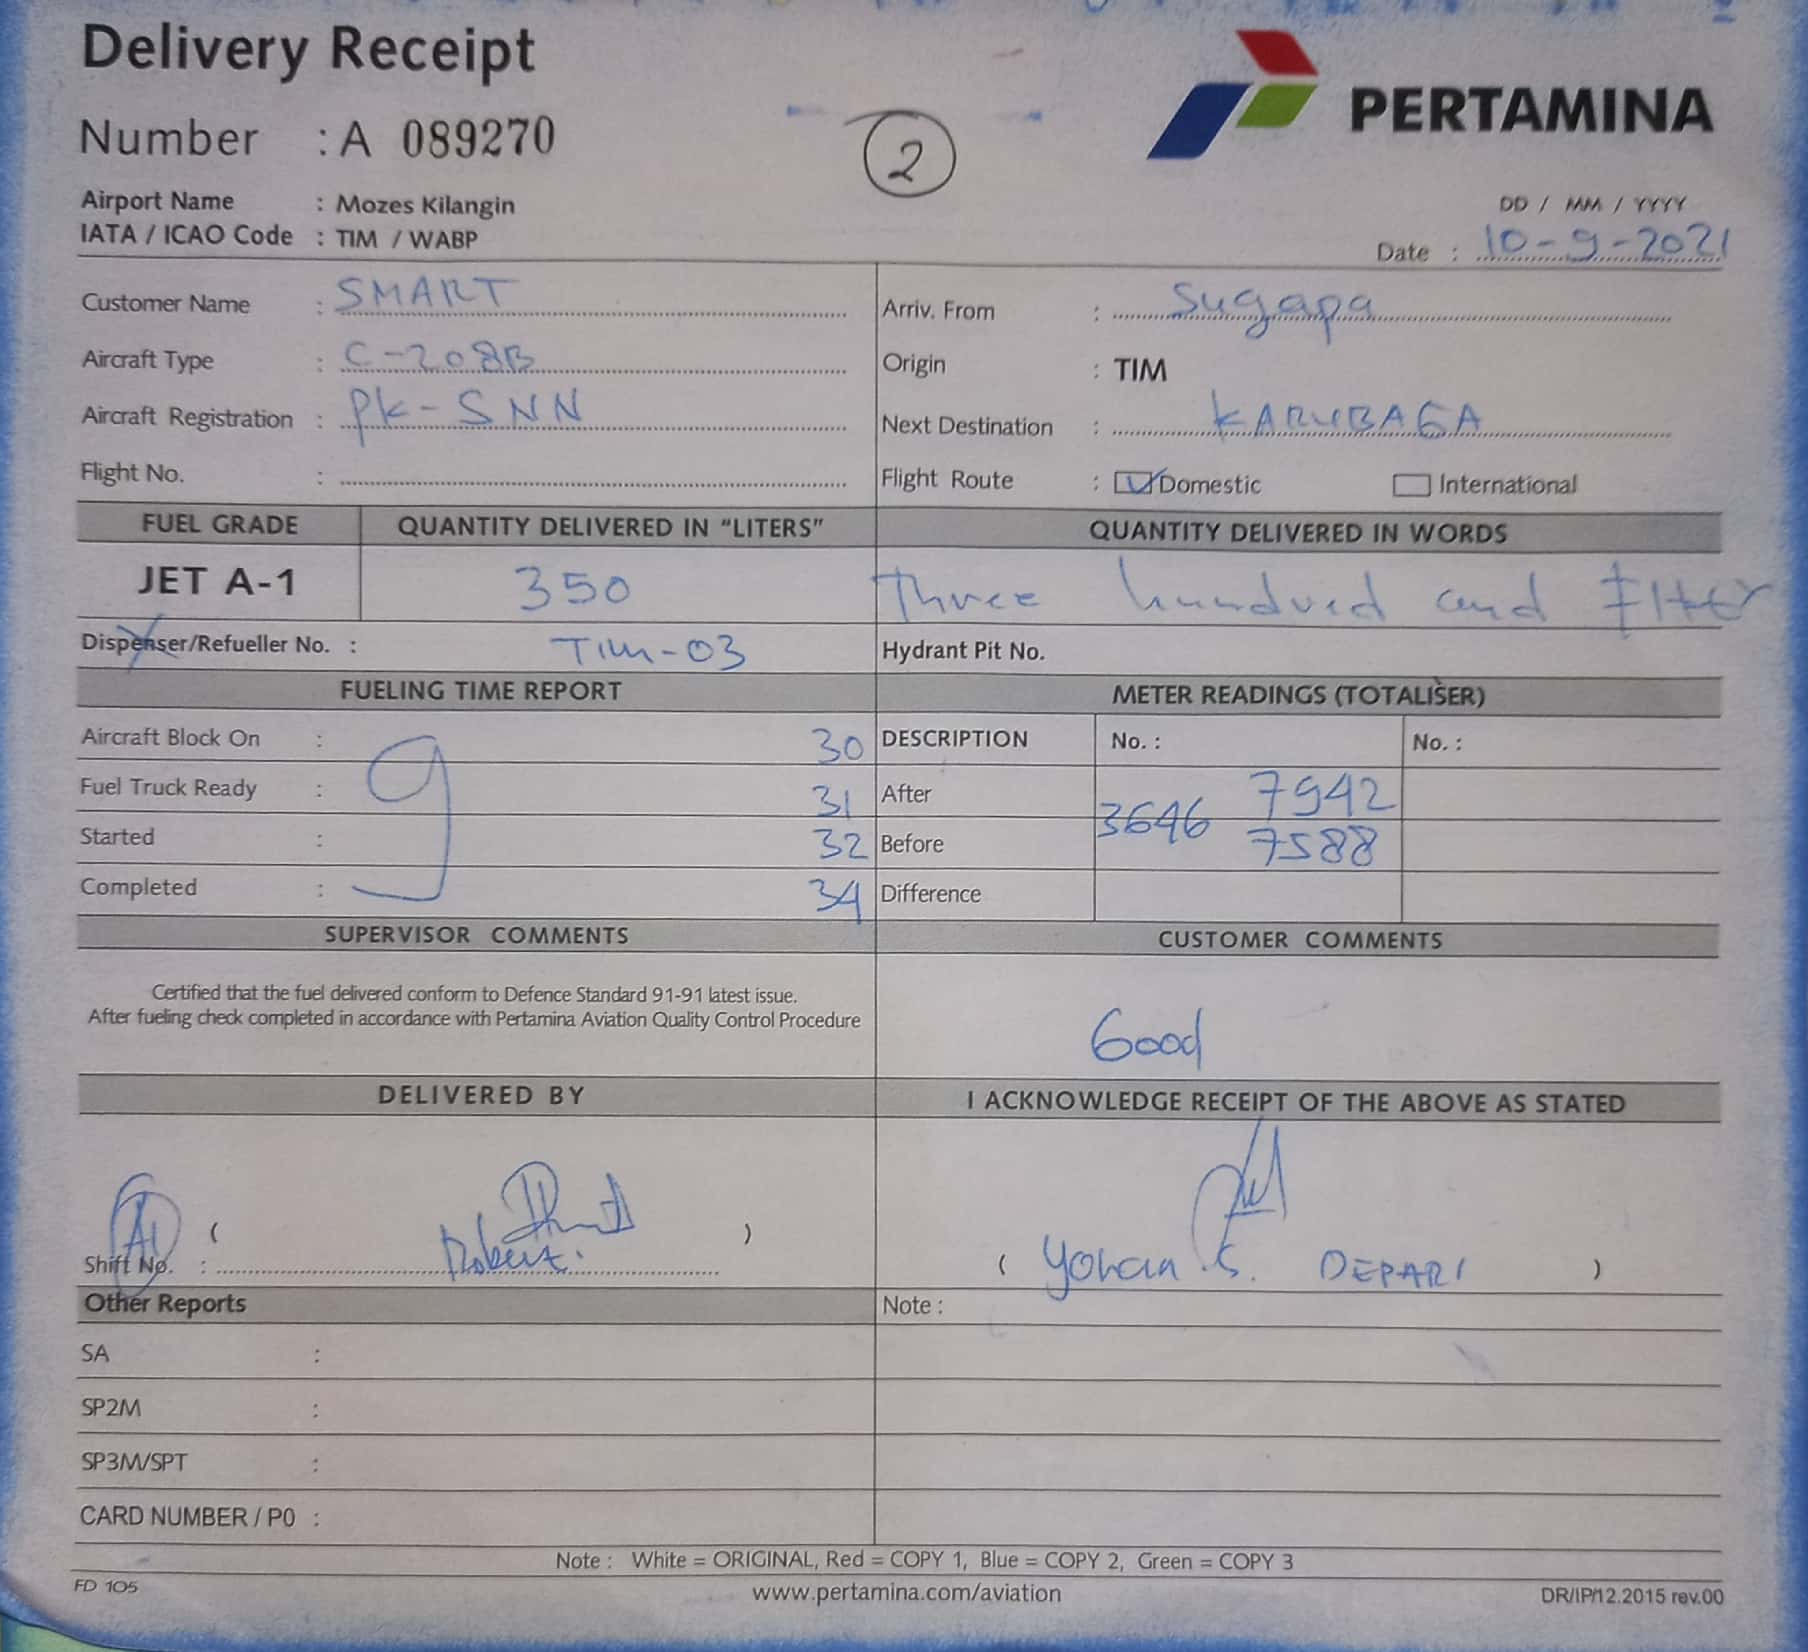 Delivery Receipt
PERTAMINA
Number : A 089270
2
Airport Name : Mozes Kilangin
DD / MM / YYYY
IATA / ICAO Code : TIM / WABP
Date : 10-9-2021
Customer Name : SMART
Arriv. From : Sugapa
Aircraft Type : C-208B
Origin : TIM
Aircraft Registration : PK-SNN
Next Destination : KARUBAGA
Flight No. :
Flight Route : Domestic International
FUEL GRADE QUANTITY DELIVERED IN “LITERS” QUANTITY DELIVERED IN WORDS
JET A-1 350 Three hundred and
Dispenser/Refueller No. : TIM-03 Hydrant Pit No.
FUELING TIME REPORT METER READINGS (TOTALISER)
Aircraft Block On : 30 DESCRIPTION No. : No. :
Fuel Truck Ready : 9 31 After 3646 7942
Started : 32 Before 7588
Completed : 34 Difference
SUPERVISOR COMMENTS CUSTOMER COMMENTS
Certified that the fuel delivered conform to Defence Standard 91-91 latest issue.
After fueling check completed in accordance with Pertamina Aviation Quality Control Procedure
Good
DELIVERED BY I ACKNOWLEDGE RECEIPT OF THE ABOVE AS STATED
( )
Shift No. : Robert.
( Yohan .S. DEPARI )
Other Reports Note :
SA :
SP2M :
SP3M/SPT :
CARD NUMBER / P0 :
Note : White = ORIGINAL, Red = COPY 1, Blue = COPY 2, Green = COPY 3
FD 105 www.pertamina.com/aviation DR/IP/12.2015 rev.00